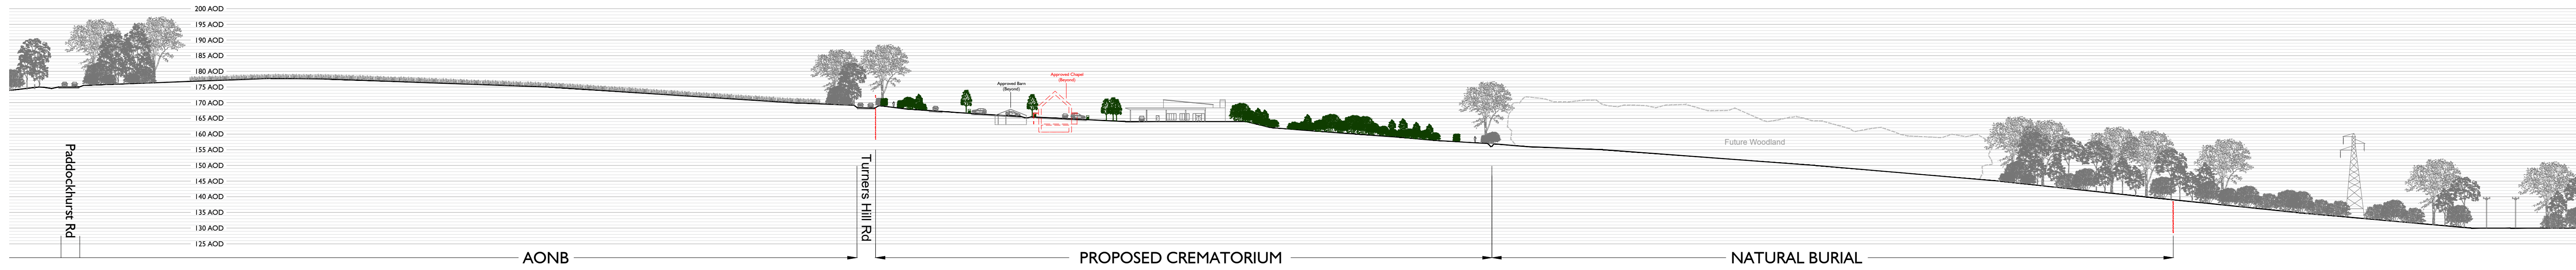 200 AOD
195 AOD
190 AOD
185 AOD
180 AOD
175 AOD
170 AOD
165 AOD
160 AOD
155 AOD
150 AOD
145 AOD
140 AOD
135 AOD
130 AOD
125 AOD
Paddockhurst Rd
Turners Hill Rd
Approved Barn
(Beyond)
Approved Chapel
(Beyond)
Future Woodland
AONB
PROPOSED CREMATORIUM
NATURAL BURIAL